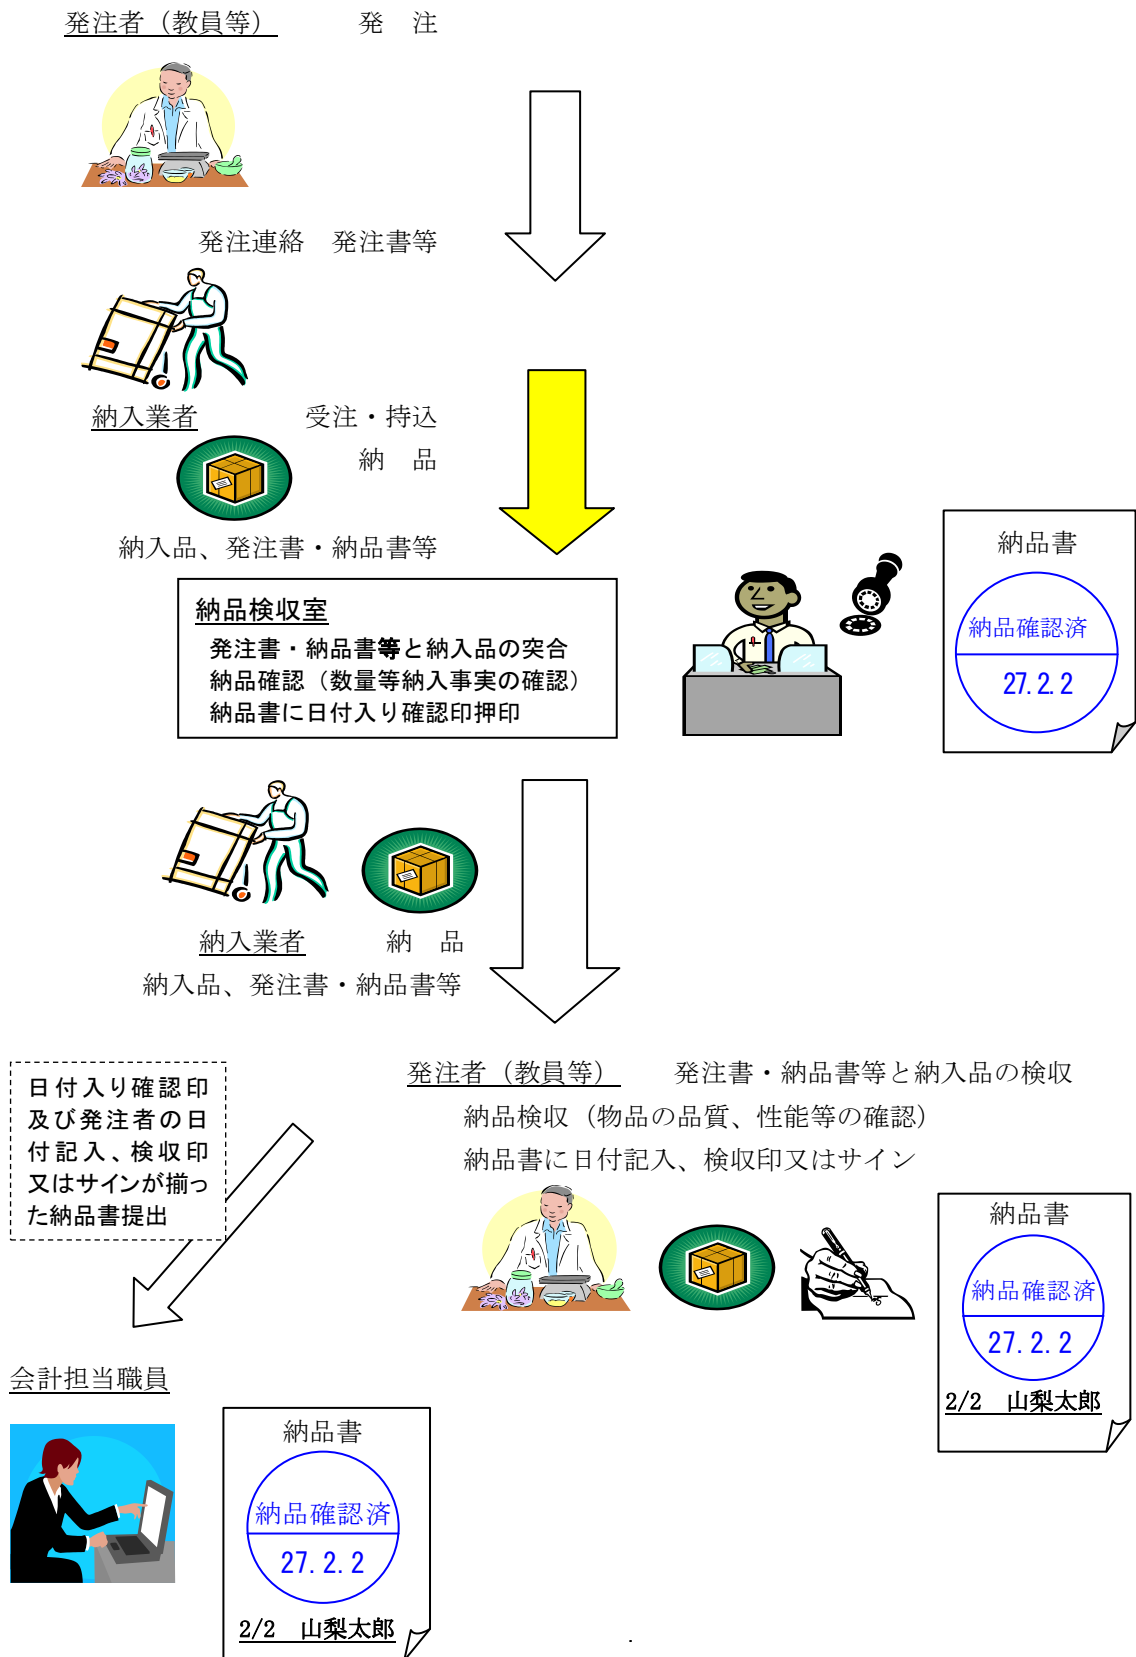 発注者（教員等）　　　発　注
発注連絡　発注書等
納入業者　　　　受注・持込
納　品
納入品、発注書・納品書等
納品検収室
発注書・納品書等と納入品の突合
納品確認（数量等納入事実の確認）
納品書に日付入り確認印押印
納品書
納品確認済
27.2.2
納入業者　　　納　品
納入品、発注書・納品書等
日付入り確認印
及び発注者の日
付記入、検収印
又はサインが揃っ
た納品書提出
発注者（教員等）　　発注書・納品書等と納入品の検収
納品検収（物品の品質、性能等の確認）
納品書に日付記入、検収印又はサイン
納品書
納品確認済
27.2.2
2/2　山梨太郎
会計担当職員
納品書
納品確認済
27.2.2
2/2　山梨太郎